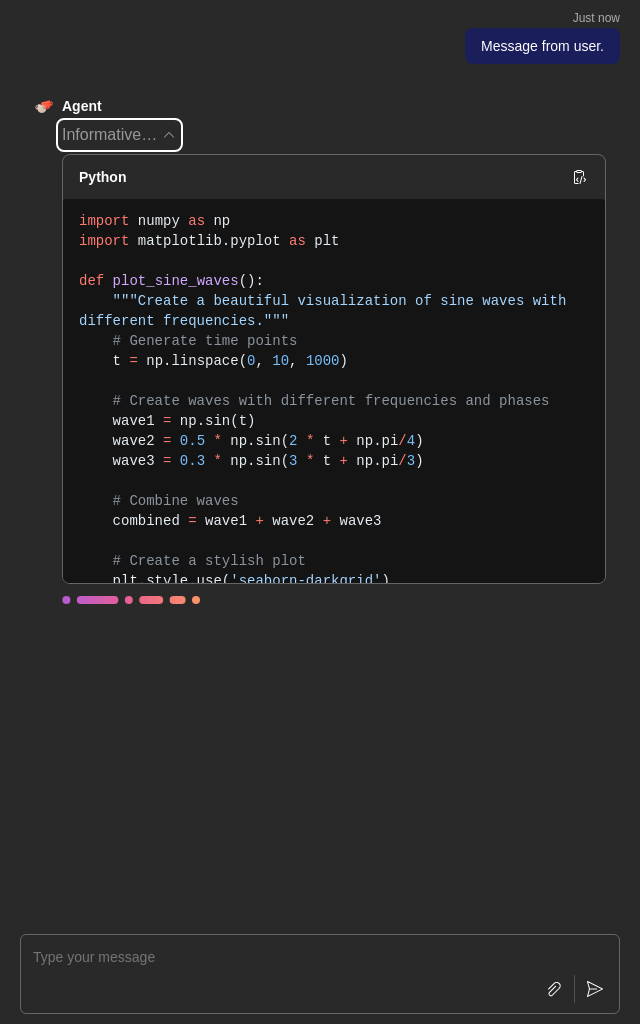 Just now
Message from user.
Agent
Informative…
Python
import numpy as np
import matplotlib.pyplot as plt
def plot_sine_waves():
    """Create a beautiful visualization of sine waves with
different frequencies."""
    # Generate time points
    t = np.linspace(0, 10, 1000)
    # Create waves with different frequencies and phases
    wave1 = np.sin(t)
    wave2 = 0.5 * np.sin(2 * t + np.pi/4)
    wave3 = 0.3 * np.sin(3 * t + np.pi/3)
    # Combine waves
    combined = wave1 + wave2 + wave3
    # Create a stylish plot
    plt.style.use('seaborn-darkgrid')
Type your message